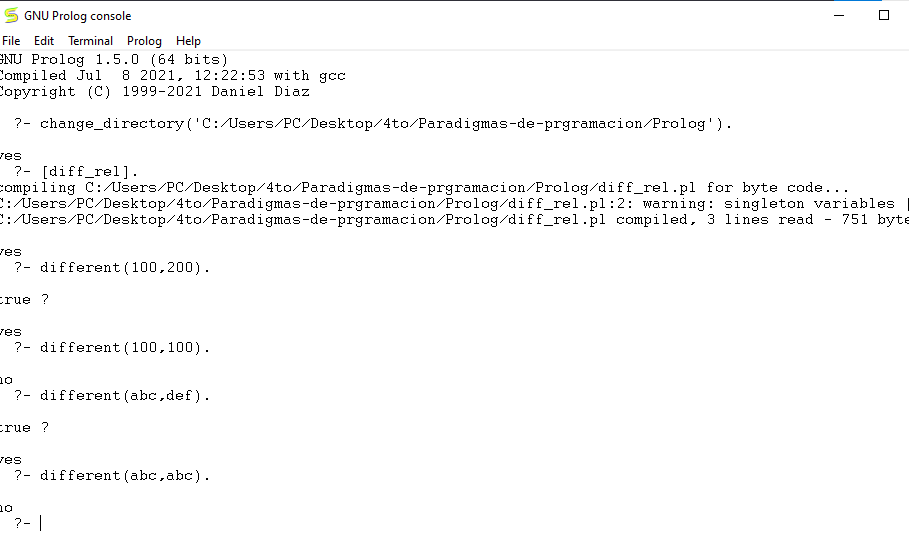 GNU Prolog console
File Edit Terminal Prolog Help
GNU Prolog 1.5.0 (64 bits)
Compiled Jul  8 2021, 12:22:53 with gcc
Copyright (C) 1999-2021 Daniel Diaz
?- change_directory('C:/Users/PC/Desktop/4to/Paradigmas-de-prgramacion/Prolog').
yes
?- [diff_rel].
compiling C:/Users/PC/Desktop/4to/Paradigmas-de-prgramacion/Prolog/diff_rel.pl for byte code...
C:/Users/PC/Desktop/4to/Paradigmas-de-prgramacion/Prolog/diff_rel.pl:2: warning: singleton variables [
C:/Users/PC/Desktop/4to/Paradigmas-de-prgramacion/Prolog/diff_rel.pl compiled, 3 lines read - 751 byte
yes
?- different(100,200).
true ?
yes
?- different(100,100).
no
?- different(abc,def).
true ?
yes
?- different(abc,abc).
no
?-